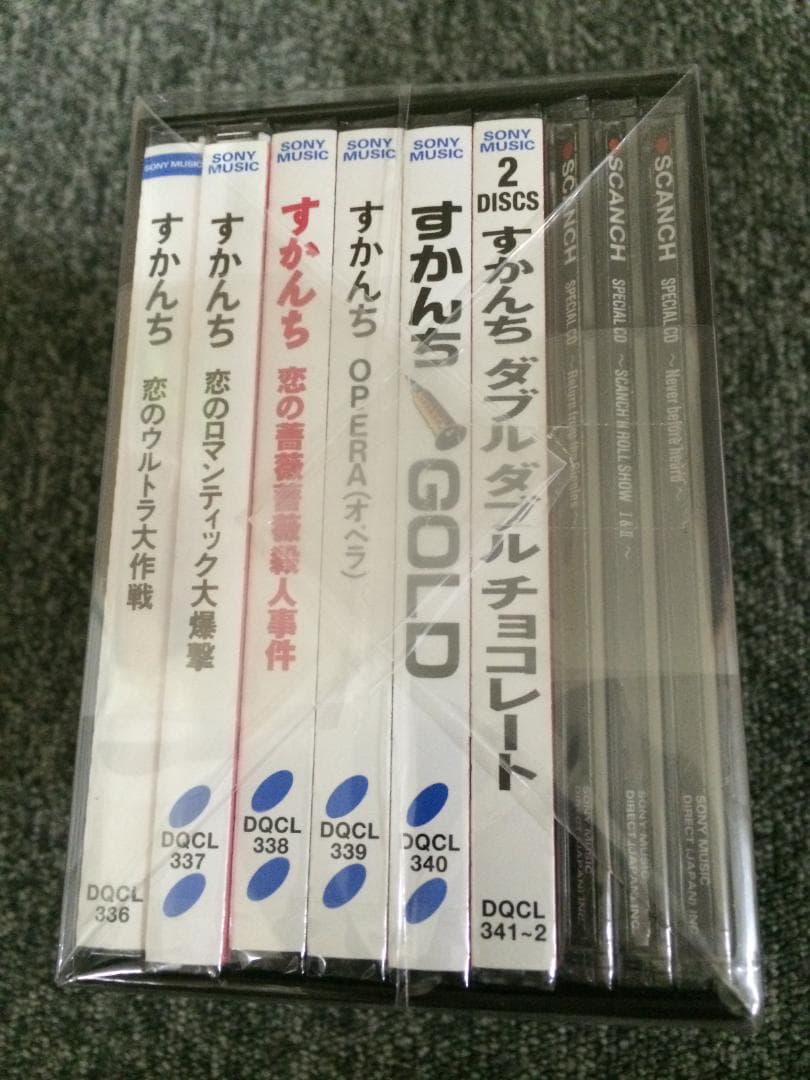 SONY MUSIC
すかんち
恋のウルトラ大作戦
DQCL
336
SONY
MUSIC
すかんち
恋のロマンティック大爆撃
DQCL
337
SONY
MUSIC
すかんち
恋の薔薇薔薇殺人事件
DQCL
338
SONY
MUSIC
すかんち
OPERA(オペラ)
DQCL
339
SONY
MUSIC
すかんち
GOLD
DQCL
340
SONY
MUSIC
2
DISCS
すかんち ダブルダブルチョコレート
DQCL
341~2
SCANCH SPECIAL CD
SONY MUSIC
DIRECT (JAPAN) INC.
SCANCH SPECIAL CD ~SCANCH'N ROLL SHOW I & II~
SONY MUSIC
DIRECT (JAPAN) INC.
SCANCH SPECIAL CD ~Never before heard~
SONY MUSIC
DIRECT (JAPAN) INC.